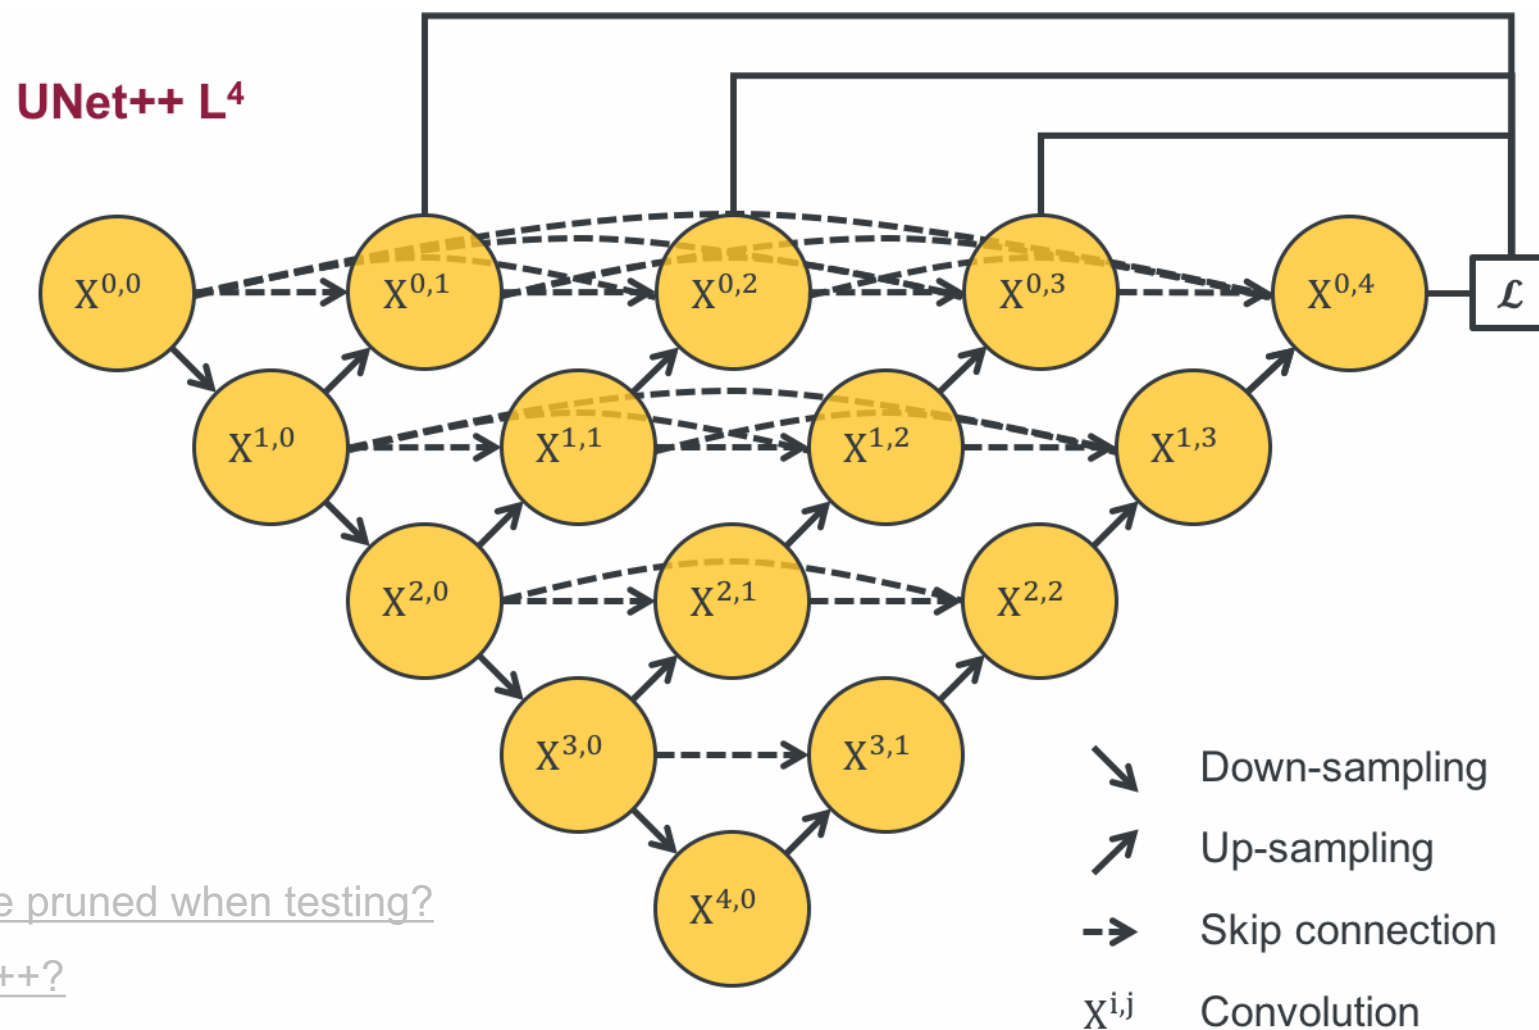 UNet++ L⁴
X⁰,⁰ X⁰,¹ X⁰,² X⁰,³ X⁰,⁴ ℒ
X¹,⁰ X¹,¹ X¹,² X¹,³
X²,⁰ X²,¹ X²,²
X³,⁰ X³,¹
X⁴,⁰
Down-sampling
Up-sampling
e pruned when testing?
Skip connection
++?
Xⁱ,ʲ Convolution